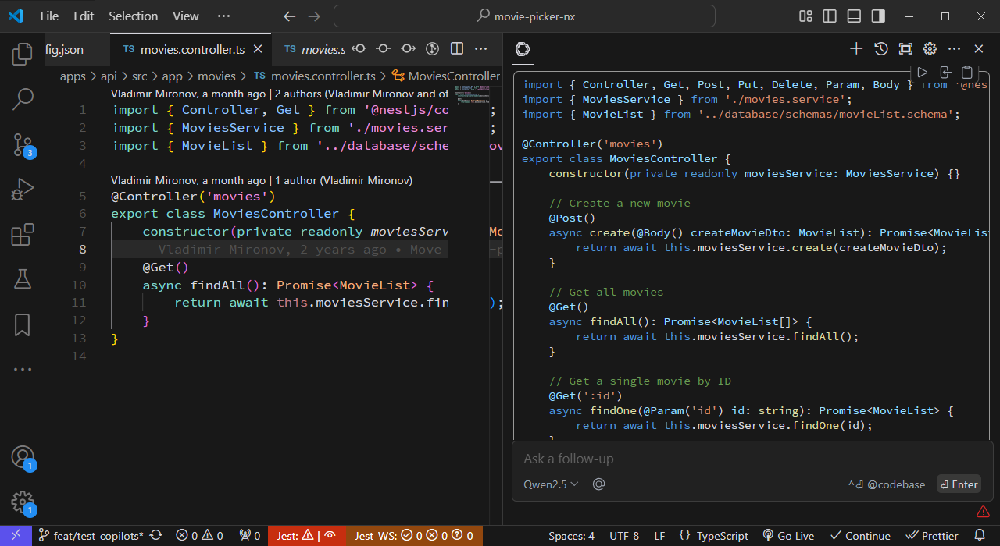 File Edit Selection View ··· movie-picker-nx
fig.json TS movies.controller.ts TS movies.s
apps > api > src > app > movies > TS movies.controller.ts > MoviesController
Vladimir Mironov, a month ago | 2 authors (Vladimir Mironov and ot
1 import { Controller, Get } from '@nestjs/co ;
2 import { MoviesService } from './movies.ser ;
3 import { MovieList } from '../database/sche ov
4
Vladimir Mironov, a month ago | 1 author (Vladimir Mironov)
5 @Controller('movies')
6 export class MoviesController {
7 constructor(private readonly moviesServ Mo
8 Vladimir Mironov, 2 years ago • Move -p
9 @Get()
10 async findAll(): Promise<MovieList> {
11 return await this.moviesService.fin );
12 }
13 }
14
import { Controller, Get, Post, Put, Delete, Param, Body } from '@nes
import { MoviesService } from './movies.service';
import { MovieList } from '../database/schemas/movieList.schema';
@Controller('movies')
export class MoviesController {
constructor(private readonly moviesService: MoviesService) {}
// Create a new movie
@Post()
async create(@Body() createMovieDto: MovieList): Promise<MovieList
return await this.moviesService.create(createMovieDto);
}
// Get all movies
@Get()
async findAll(): Promise<MovieList[]> {
return await this.moviesService.findAll();
}
// Get a single movie by ID
@Get(':id')
async findOne(@Param('id') id: string): Promise<MovieList> {
return await this.moviesService.findOne(id);
}
Ask a follow-up
Qwen2.5 @ ^⏎ @codebase ⏎ Enter
3
1
1
feat/test-copilots* 0 0 0 Jest: | Jest-WS: 0 0 0 Spaces: 4 UTF-8 LF {} TypeScript Go Live Continue Prettier